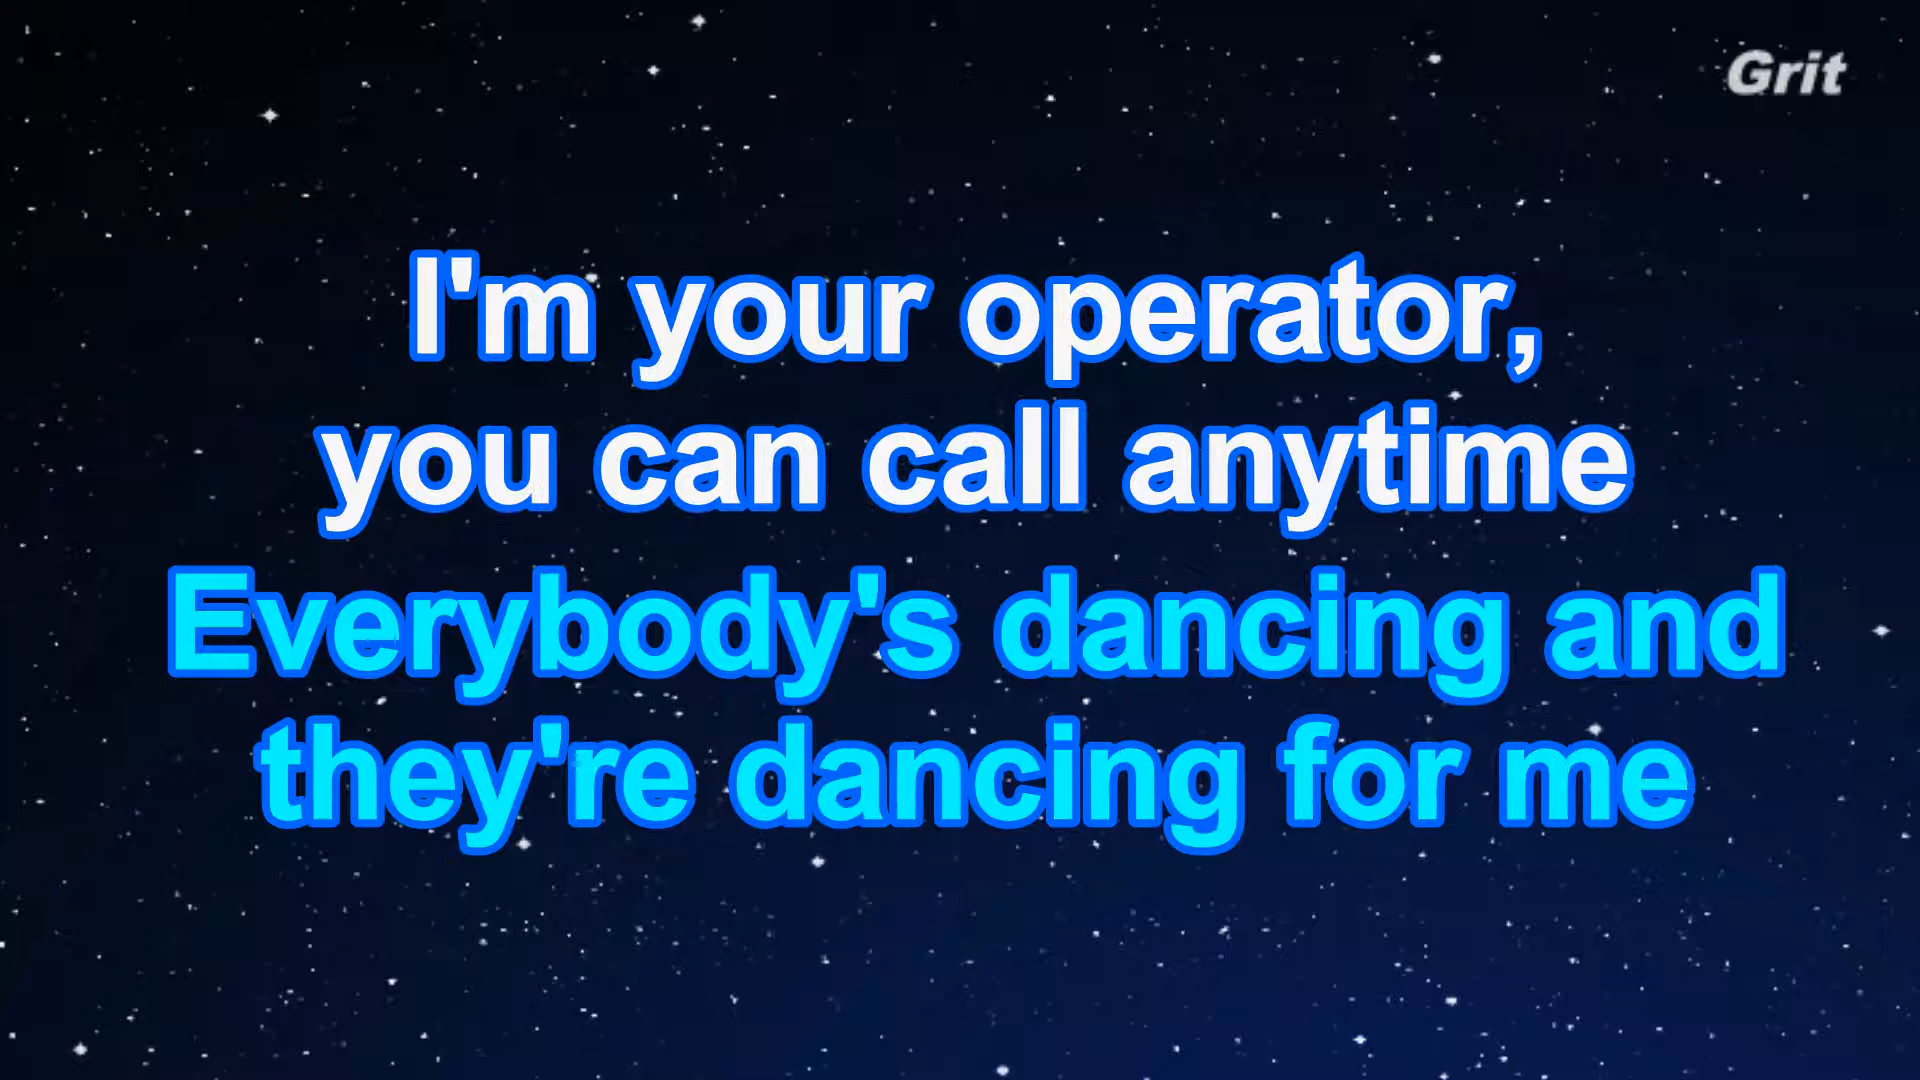 Grit
I'm your operator,
you can call anytime
Everybody's dancing and
they're dancing for me